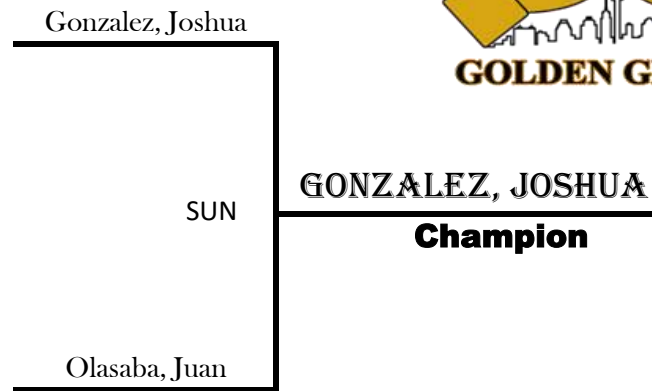 Gonzalez, Joshua
GOLDEN
GONZALEZ, JOSHUA
SUN
Champion
Olasaba, Juan